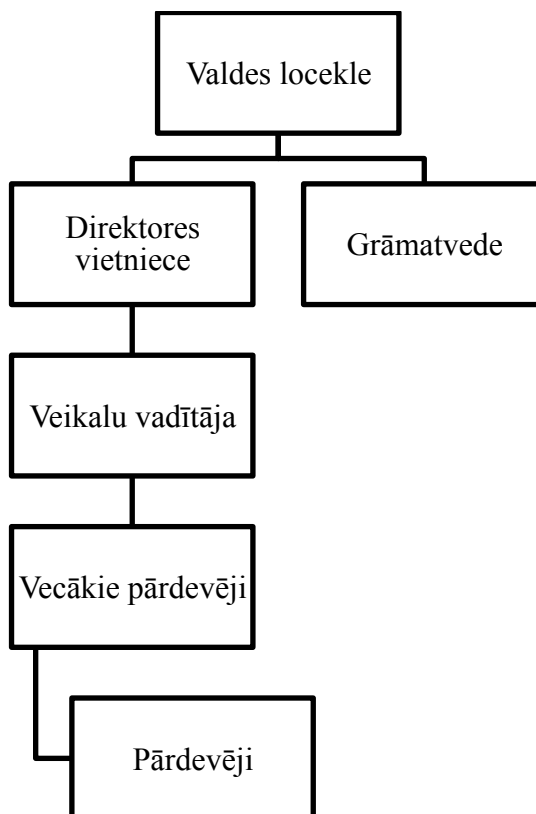 Valdes locekle
Direktores
vietniece
Grāmatvede
Veikalu vadītāja
Vecākie pārdevēji
Pārdevēji